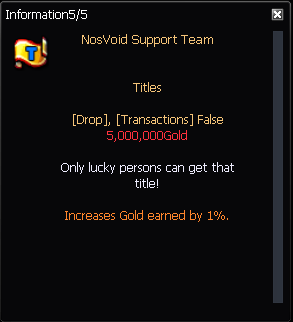 Information5/5
NosVoid Support Team
T
Titles
[Drop], [Transactions] False
5,000,000Gold
Only lucky persons can get that
title!
Increases Gold earned by 1%.